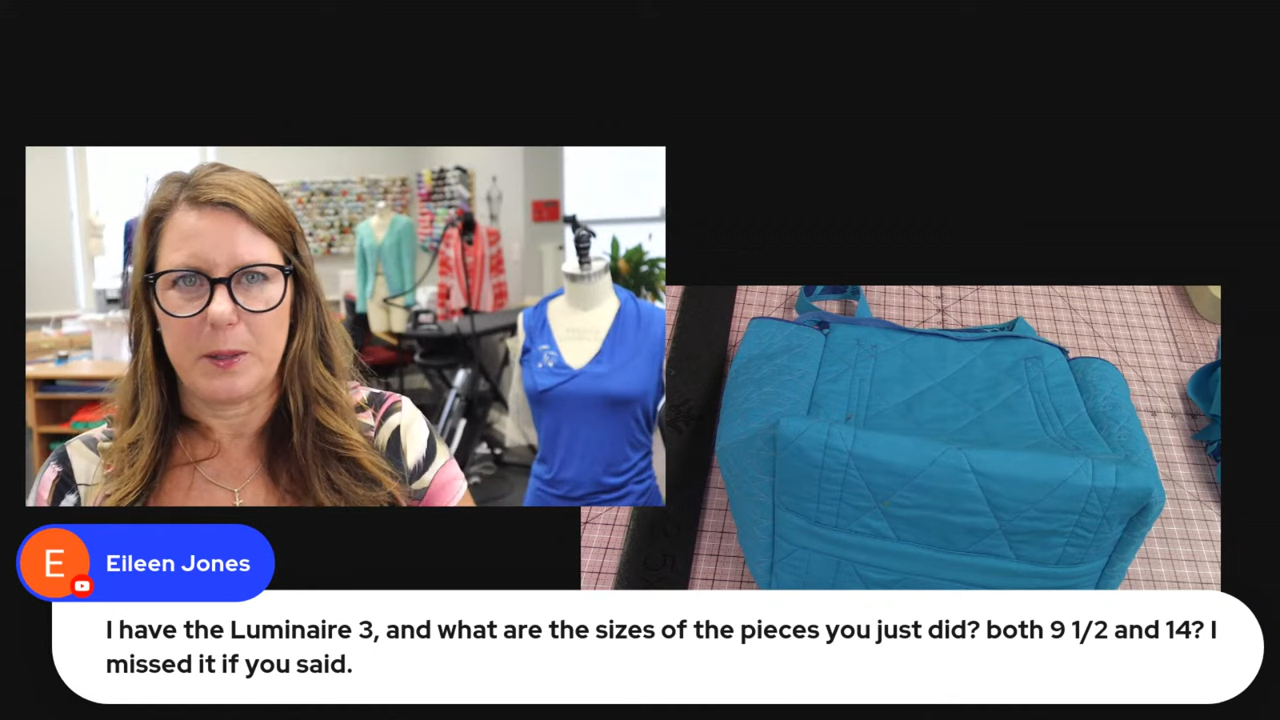 E
Eileen Jones
I have the Luminaire 3, and what are the sizes of the pieces you just did? both 9 1/2 and 14? I
missed it if you said.